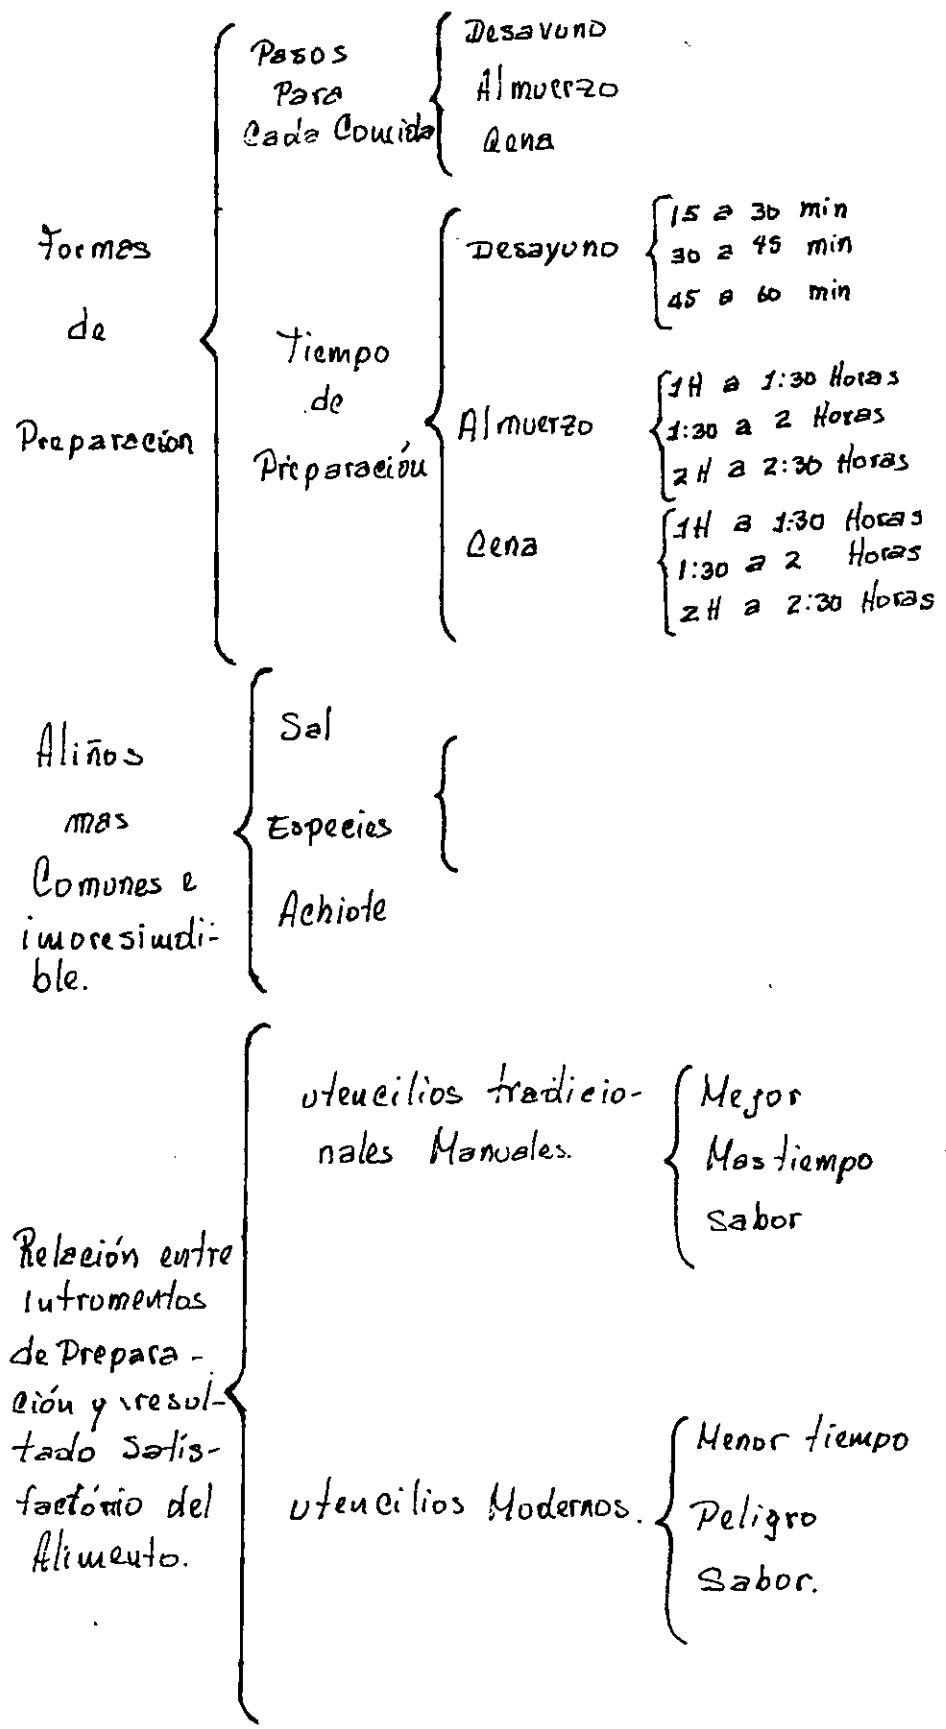 Formas
de
Preparación
Pasos
Para
Cada Comida
Desayuno
Almuerzo
Cena
Tiempo
de
Preparación
Desayuno
15 a 30 min
30 a 45 min
45 a 60 min
Almuerzo
1H a 1:30 Horas
1:30 a 2 Horas
2H a 2:30 Horas
Cena
1H a 1:30 Horas
1:30 a 2 Horas
2H a 2:30 Horas
Aliños
mas
Comunes e
imoresimdi-
ble.
Sal
Especies
Achiote
Relación entre
Intromentos
de Prepara-
ción y resul-
tado Satis-
factório del
Alimento.
utencilios tradicio-
nales Manuales.
Mejor
Mas tiempo
Sabor
utencilios Modernos.
Menor tiempo
Peligro
Sabor.